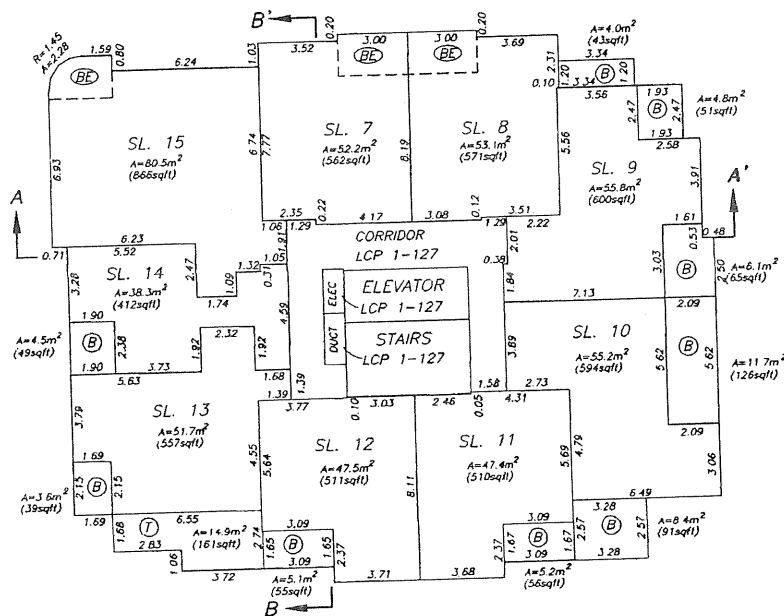 B'
0.20
3.00
3.00
0.20
3.52
3.69
R=1.45
A=2.28
1.59
0.80
6.24
1.03
BE
BE
BE
A=4.0m²
(43sqft)
3.34
2.31
1.20
B
1.20
0.10
3.34
3.56
1.93
2.47
B
2.47
A=4.8m²
(51sqft)
1.93
2.58
SL. 15
A=80.5m²
(866sqft)
6.93
6.74
7.77
SL. 7
A=52.2m²
(562sqft)
8.19
SL. 8
A=53.1m²
(571sqft)
5.56
SL. 9
A=55.8m²
(600sqft)
3.91
A
A'
2.35
0.22
4.17
3.08
0.12
3.51
2.22
1.61
0.53
0.48
1.06
1.29
1.29
1.91
CORRIDOR
LCP 1-127
2.01
0.71
6.23
5.52
1.05
0.31
1.32
1.09
2.47
1.74
0.38
1.84
3.03
B
2.50
A=6.1m²
(65sqft)
3.28
SL. 14
A=38.3m²
(412sqft)
4.59
ELEC
ELEVATOR
LCP 1-127
7.13
2.09
1.90
A=4.5m²
(49sqft)
B
2.38
1.90
1.92
2.32
1.92
DUCT
STAIRS
LCP 1-127
3.89
SL. 10
A=55.2m²
(594sqft)
5.62
B
5.62
A=11.7m²
(126sqft)
3.73
5.63
1.68
1.39
1.39
3.77
0.10
3.03
2.46
0.05
1.58
2.73
4.31
2.09
3.79
SL. 13
A=51.7m²
(557sqft)
4.55
5.64
SL. 12
A=47.5m²
(511sqft)
8.11
SL. 11
A=47.4m²
(510sqft)
5.69
4.79
3.06
1.69
A=3.6m²
(39sqft)
2.15
B
2.15
1.69
6.55
T
1.68
2.83
A=14.9m²
(161sqft)
2.74
1.06
3.72
3.09
1.65
B
1.65
2.37
3.09
A=5.1m²
(55sqft)
3.71
3.68
2.37
3.09
1.67
B
1.67
3.09
A=5.2m²
(56sqft)
6.49
3.28
2.57
B
2.57
3.28
A=8.4m²
(91sqft)
B